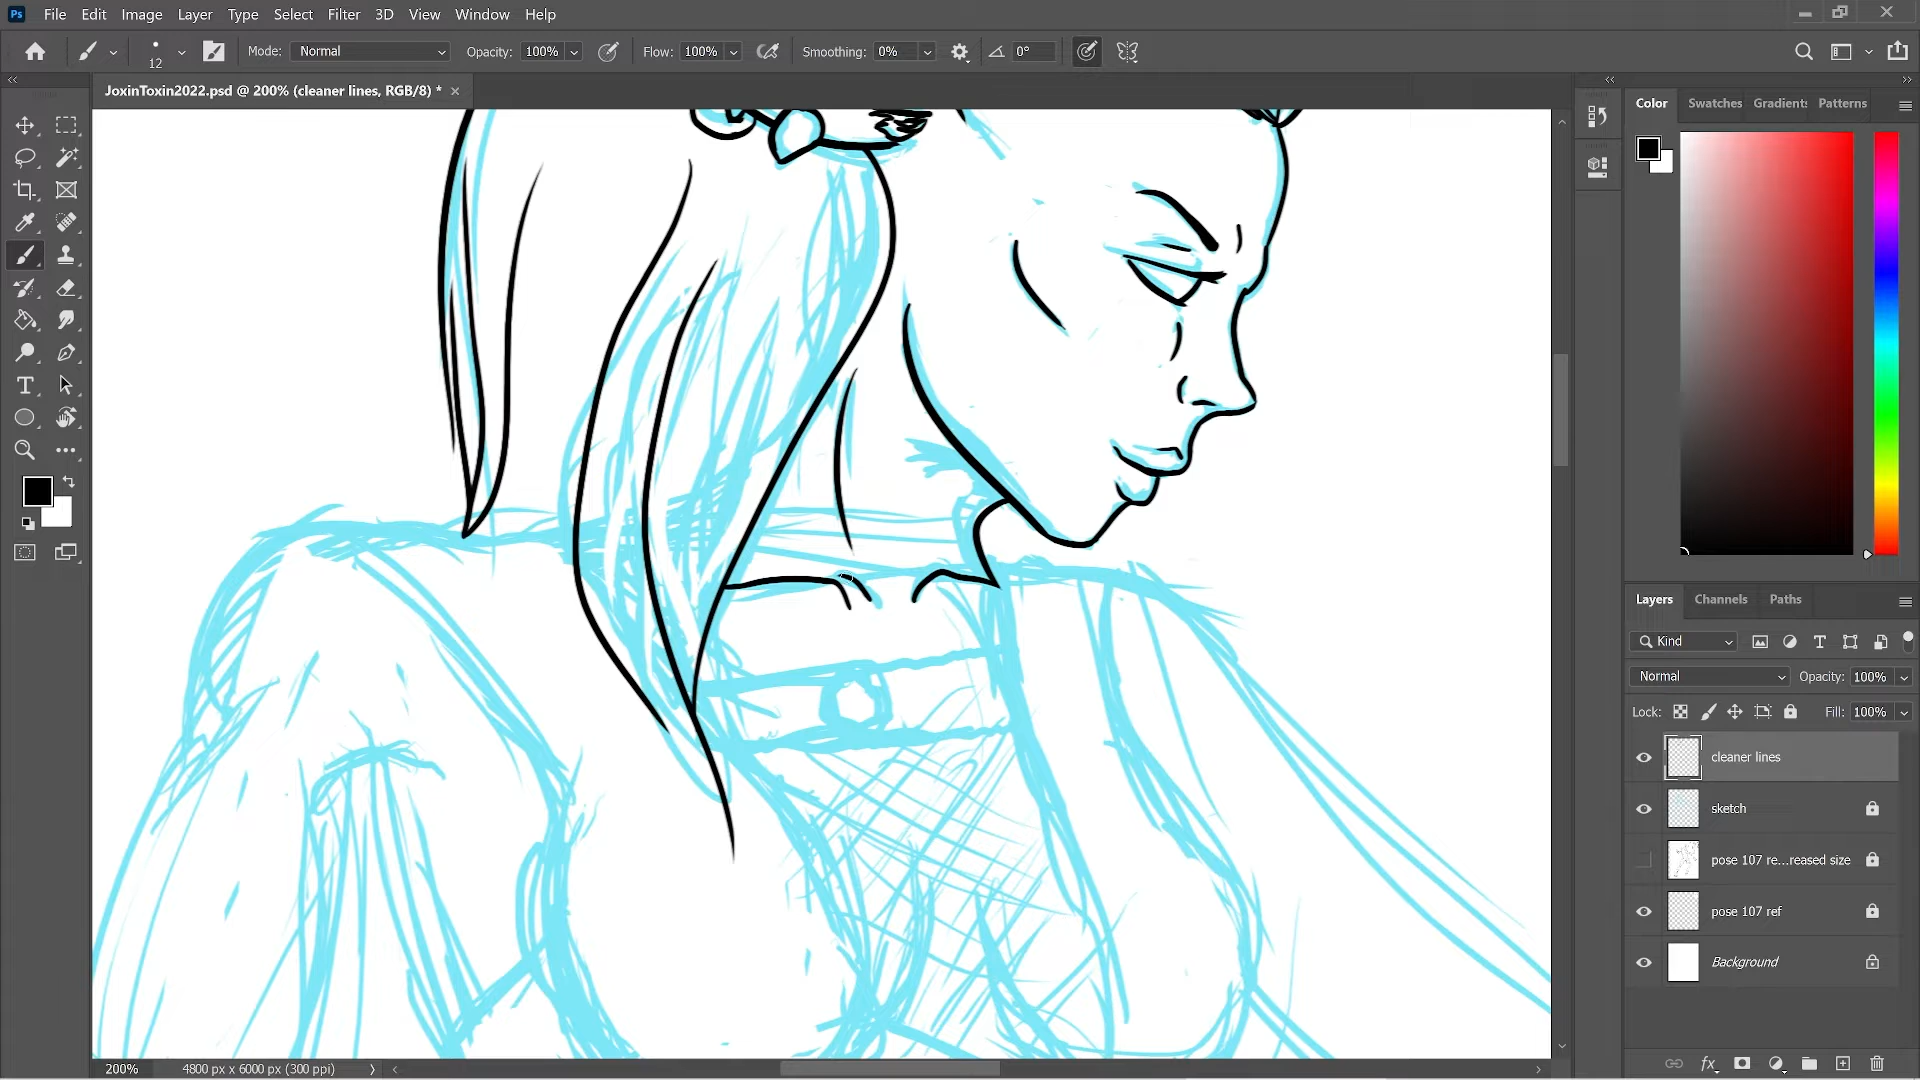 Ps File Edit Image Layer Type Select Filter 3D View Window Help
12 Mode: Normal Opacity: 100% Flow: 100% Smoothing: 0% 0°
JoxinToxin2022.psd @ 200% (cleaner lines, RGB/8) *
Color Swatches Gradients Patterns
Layers Channels Paths
Kind
Normal Opacity: 100%
Lock: Fill: 100%
cleaner lines
sketch
pose 107 re...reased size
pose 107 ref
Background
fx
200% 4800 px x 6000 px (300 ppi)